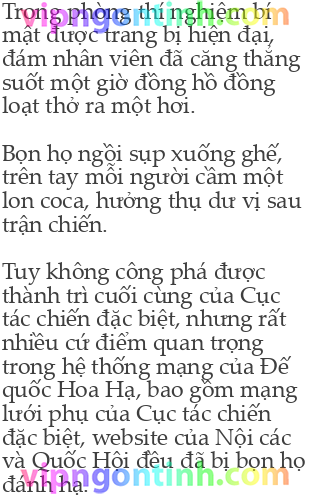 Trong phòng thí nghiệm bí
vipngontinh.com
mật được trang bị hiện đại,
đám nhân viên đã căng thẳng
suốt một giờ đồng hồ đồng
loạt thở ra một hơi.
Bọn họ ngồi sụp xuống ghế,
trên tay mỗi người cầm một
lon coca, hưởng thụ dư vị sau
trận chiến.
Tuy không công phá được
thành trì cuối cùng của Cục
tác chiến đặc biệt, nhưng rất
nhiều cứ điểm quan trọng
trong hệ thống mạng của Đế
quốc Hoa Hạ, bao gồm mạng
lưới phụ của Cục tác chiến
đặc biệt, website của Nội các
và Quốc Hội đều đã bị bọn họ
vipngontinh.com
đánh hạ.